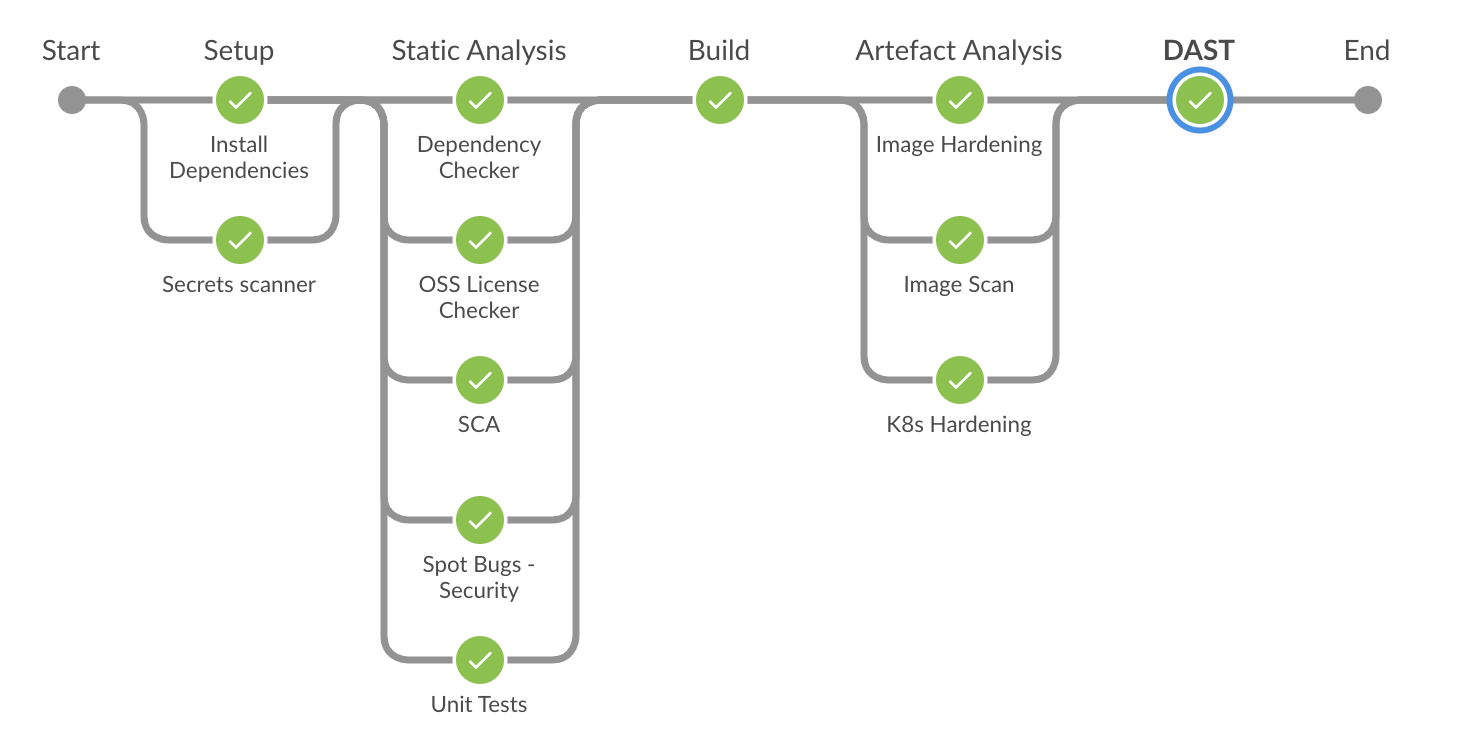 Start
Setup
Static Analysis
Build
Artefact Analysis
DAST
End
Install
Dependencies
Dependency
Checker
Image Hardening
Secrets scanner
OSS License
Checker
Image Scan
SCA
K8s Hardening
Spot Bugs -
Security
Unit Tests